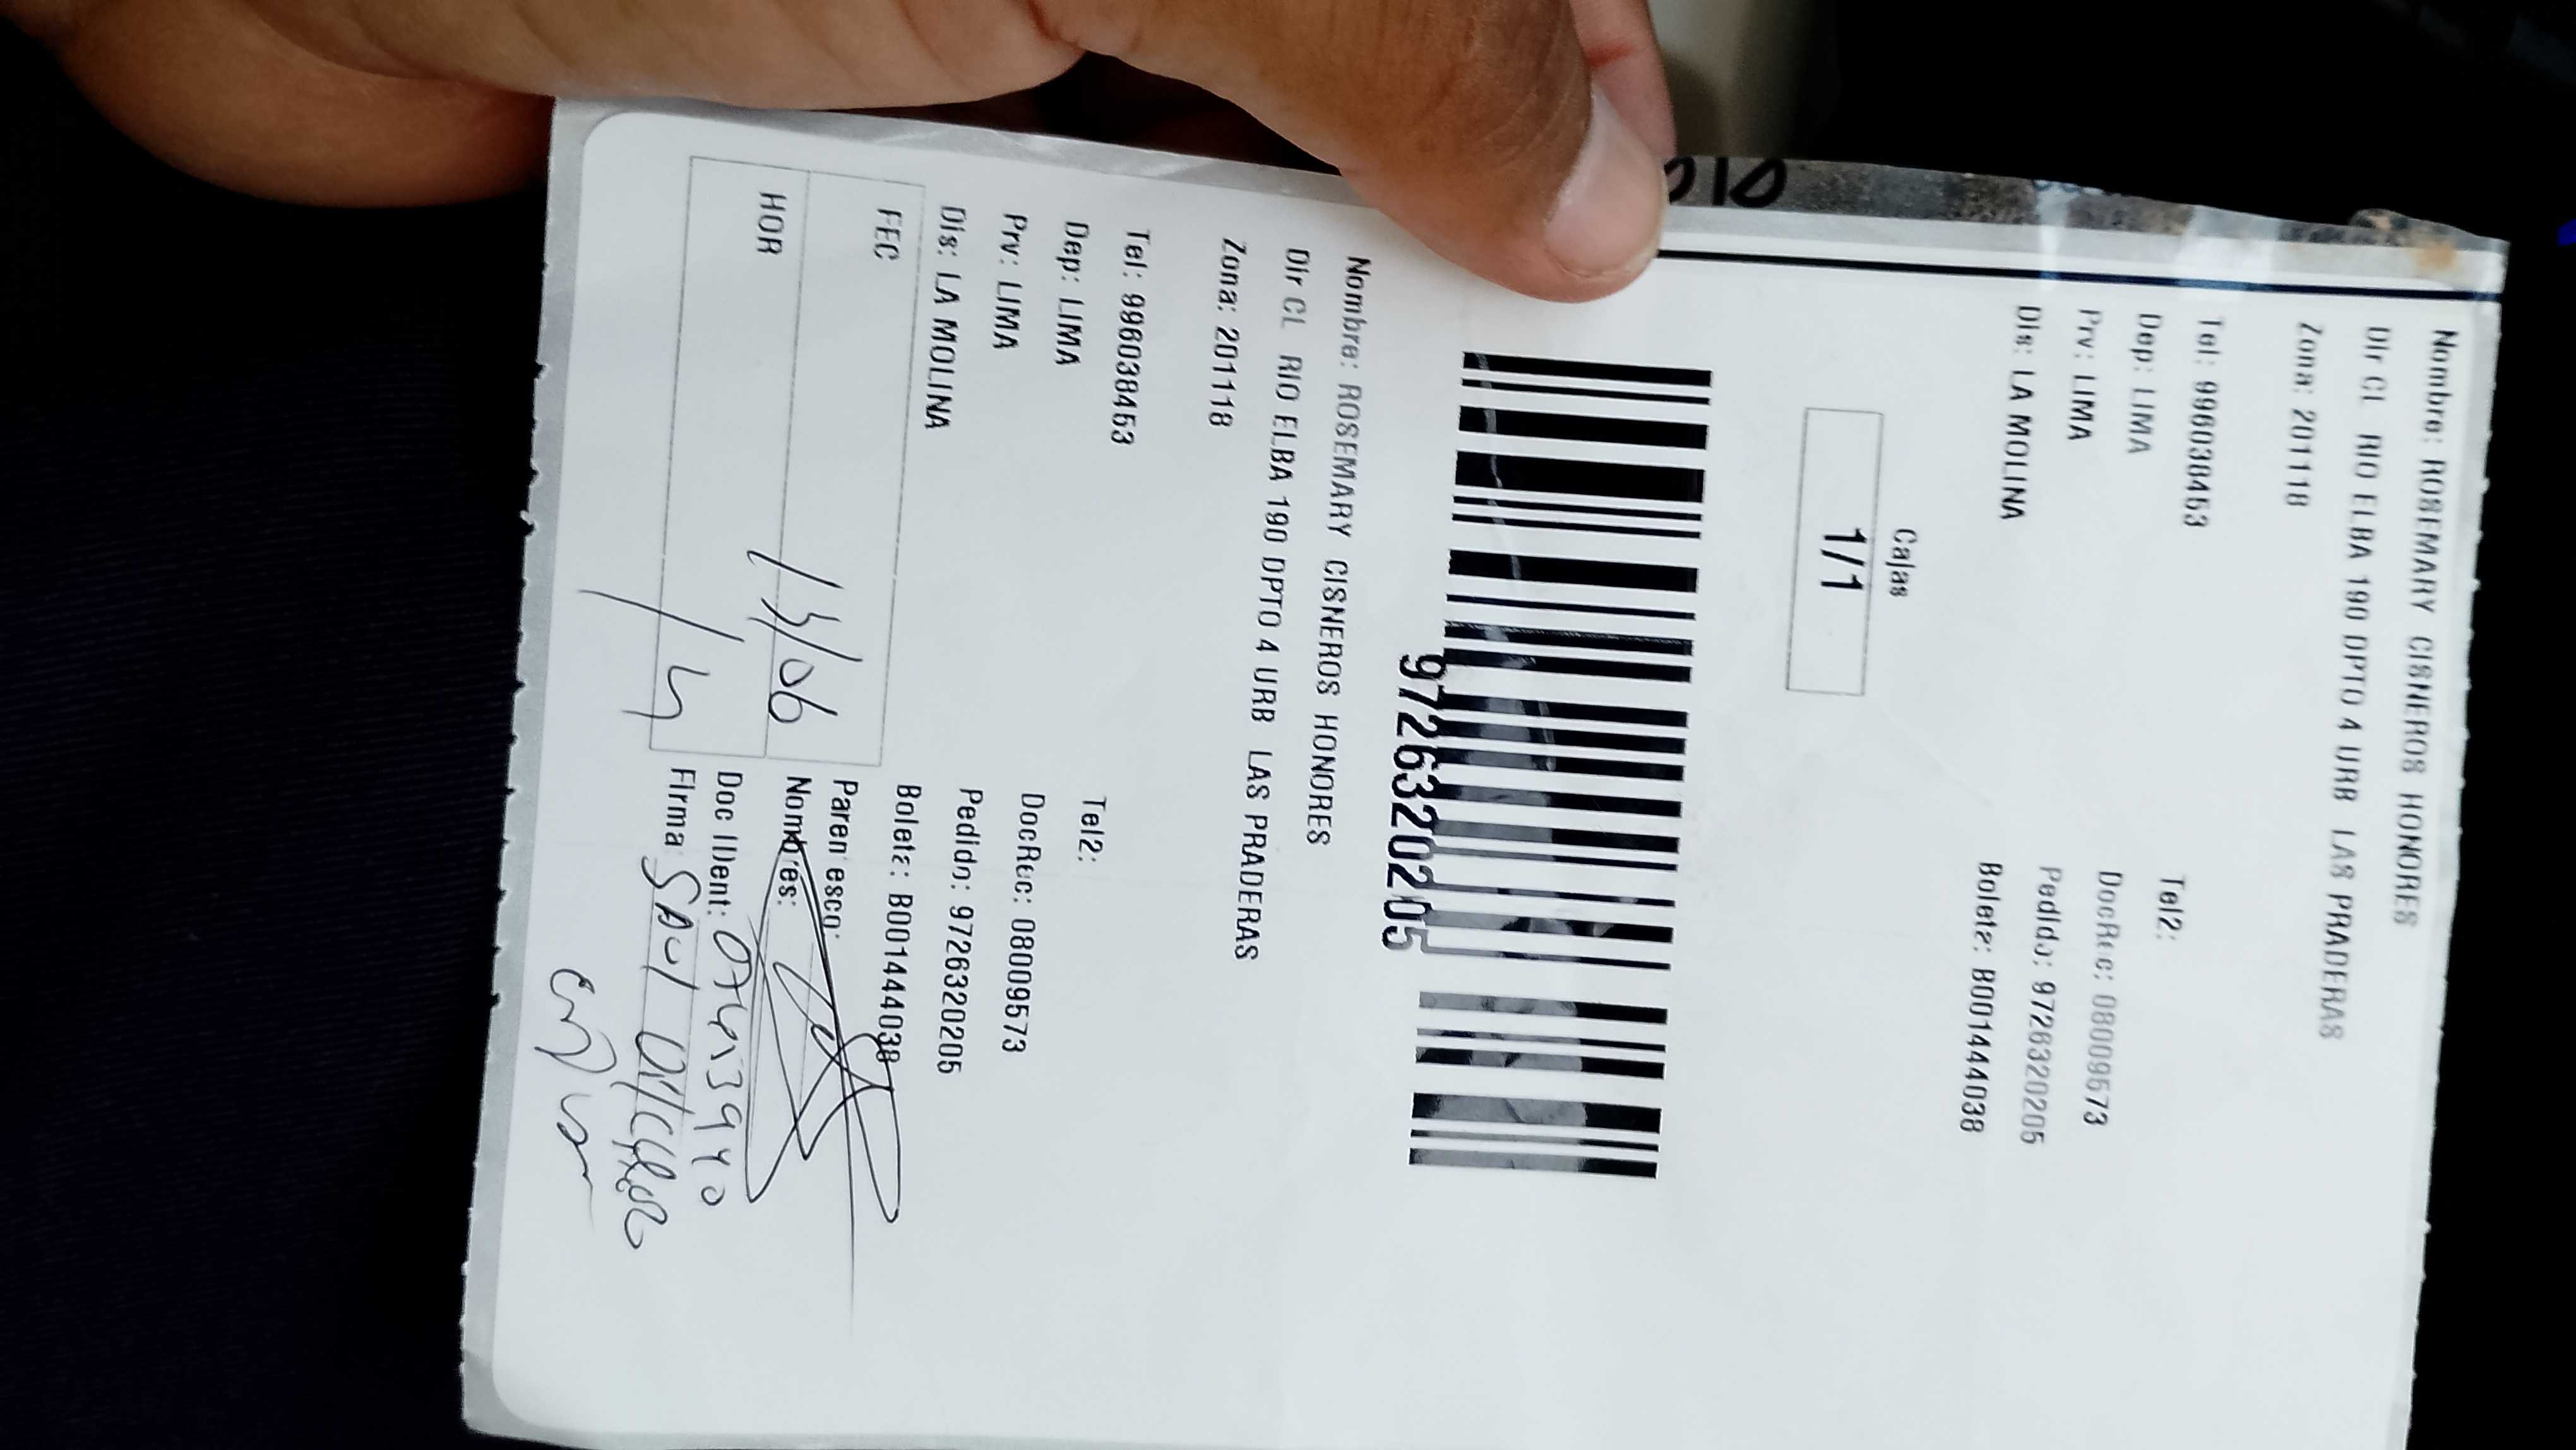 Nombre: ROSEMARY CISNEROS HONORES
Dir CL RIO ELBA 190 DPTO 4 URB LAS PRADERAS
Zona: 201118
Tel: 996038453 Tel2:
Dep: LIMA DocRec: 08009573
Prv: LIMA Pedido: 9726320205
Dis: LA MOLINA Boleta: B001444038
Cajas
1/1
9726320205
Nombre: ROSEMARY CISNEROS HONORES
Dir CL RIO ELBA 190 DPTO 4 URB LAS PRADERAS
Zona: 201118
Tel: 996038453 Tel2:
Dep: LIMA DocRec: 08009573
Prv: LIMA Pedido: 9726320205
Dis: LA MOLINA Boleta: B001444038
FEC 13/06 Parentesco:
Nombres:
HOR Doc IDent:
Firma SAUL